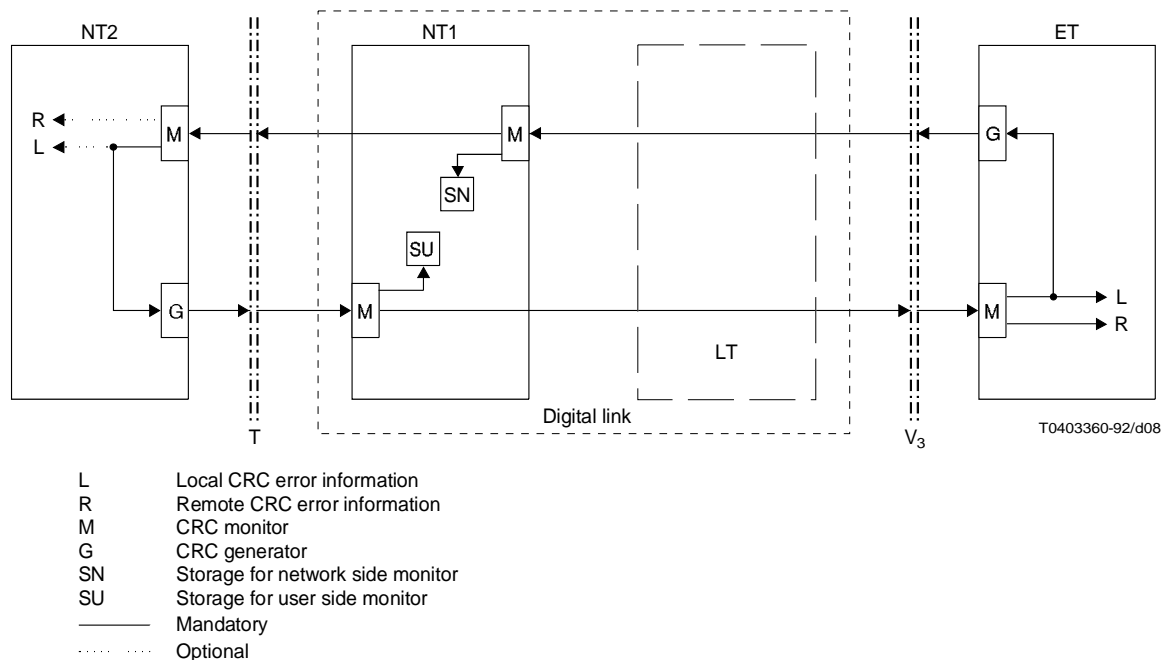 NT2
NT1
ET
R
L
M
M
G
SN
SU
G
M
M
L
R
LT
Digital link
T
V3
T0403360-92/d08
L Local CRC error information
R Remote CRC error information
M CRC monitor
G CRC generator
SN Storage for network side monitor
SU Storage for user side monitor
Mandatory
Optional